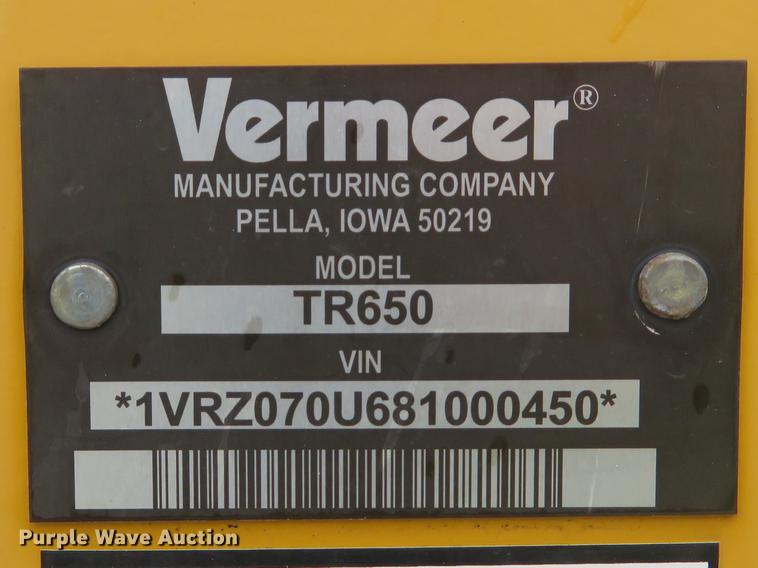 Vermeer®
MANUFACTURING COMPANY
PELLA, IOWA 50219
MODEL
TR650
VIN
*1VRZ070U681000450*
Purple Wave Auction